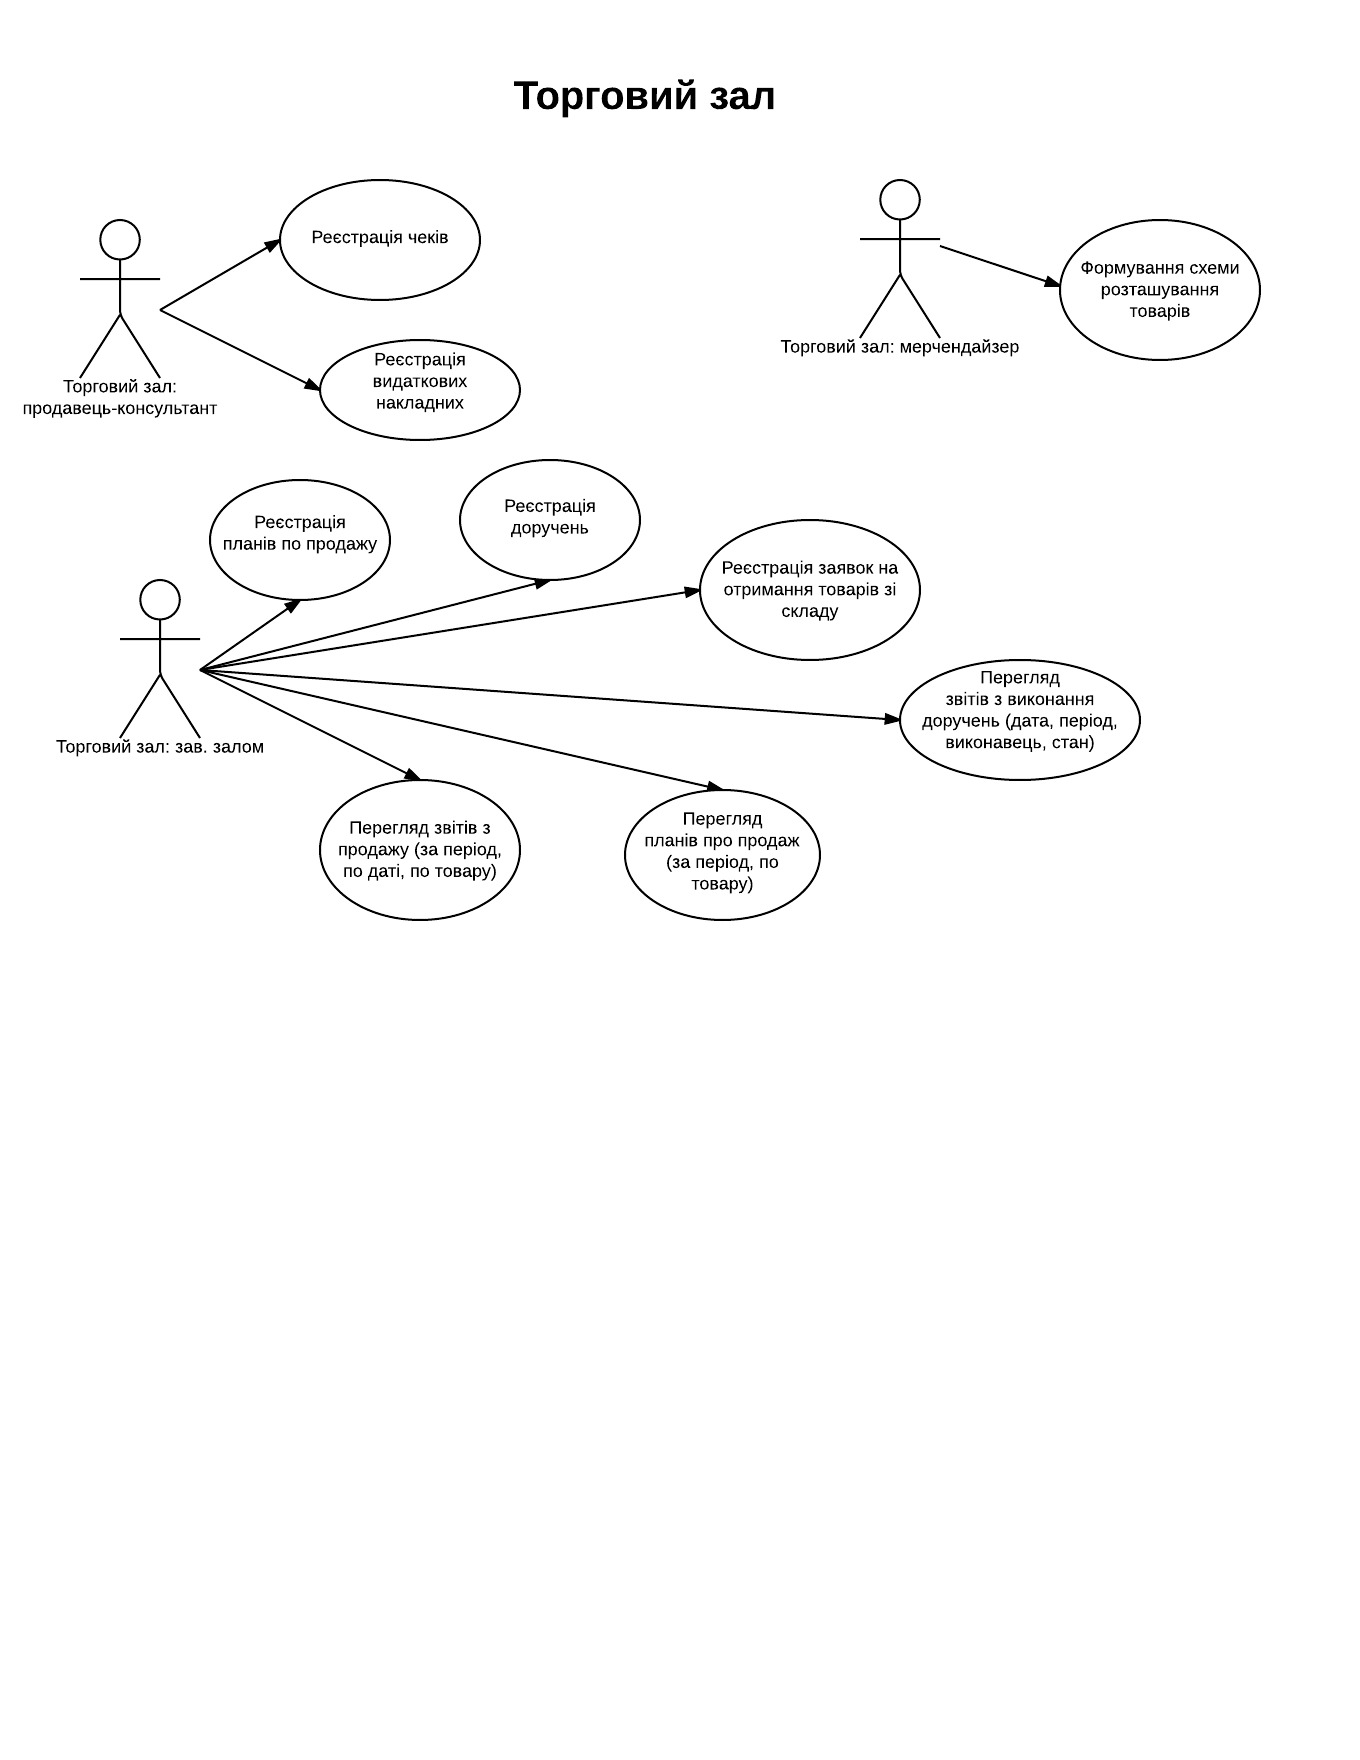 Торговий зал
Реєстрація чеків
Торговий зал:
продавець-консультант
Реєстрація
видаткових
накладних
Торговий зал: мерчендайзер
Формування схеми
розташування
товарів
Реєстрація
планів по продажу
Реєстрація
доручень
Реєстрація заявок на
отримання товарів зі
складу
Торговий зал: зав. залом
Перегляд
звітів з виконання
доручень (дата, період,
виконавець, стан)
Перегляд звітів з
продажу (за період,
по даті, по товару)
Перегляд
планів про продаж
(за період, по
товару)